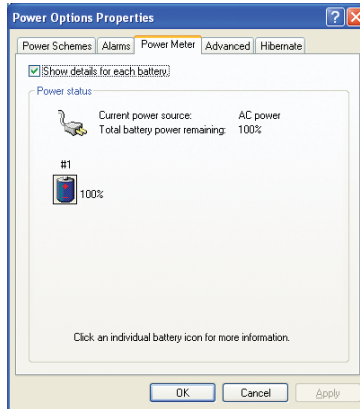 Power Options Properties
Power Schemes Alarms Power Meter Advanced Hibernate
Show details for each battery.
Power status
Current power source: AC power
Total battery power remaining: 100%
#1
100%
Click an individual battery icon for more information.
OK Cancel Apply